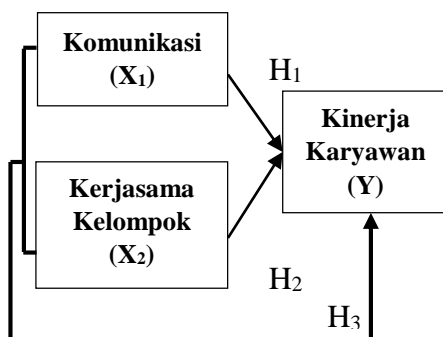 Komunikasi
(X₁)
H₁
Kinerja
Karyawan
(Y)
Kerjasama
Kelompok
(X₂)
H₂
H₃